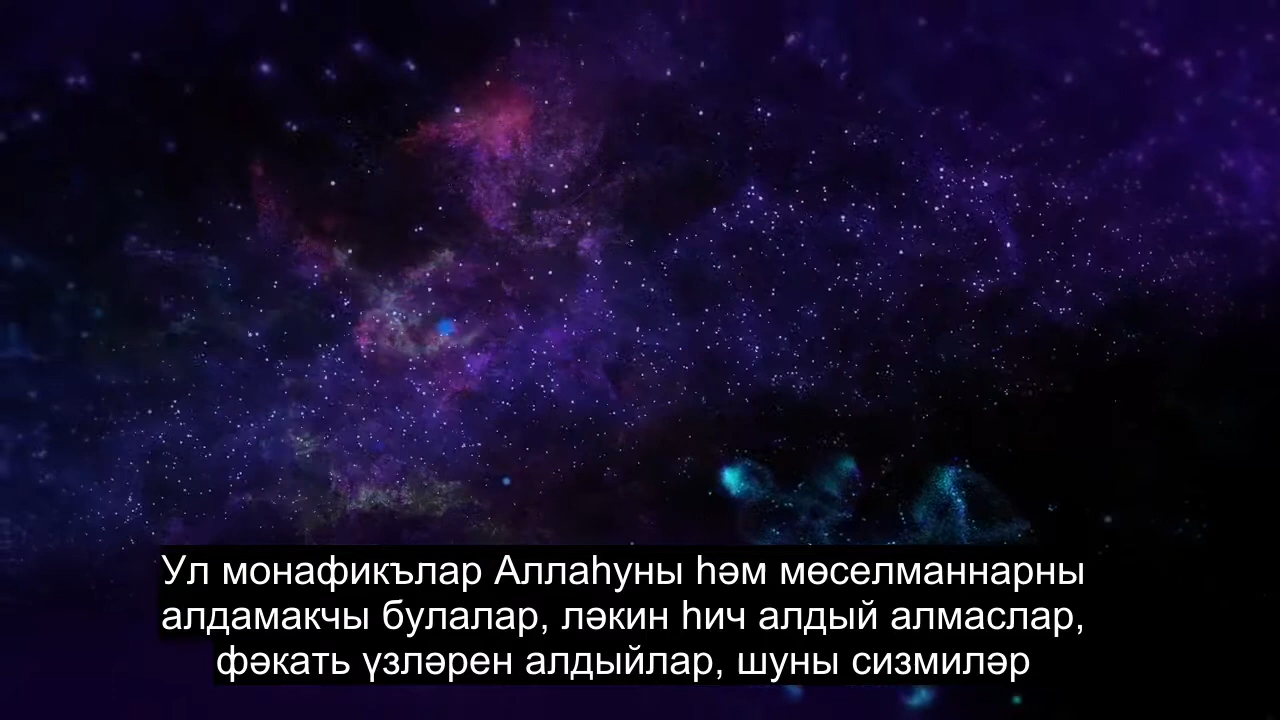 Ул монафикълар Аллаһуны һәм мөселманнарны
алдамакчы булалар, ләкин һич алдый алмаслар,
фәкать үзләрен алдыйлар, шуны сизмиләр